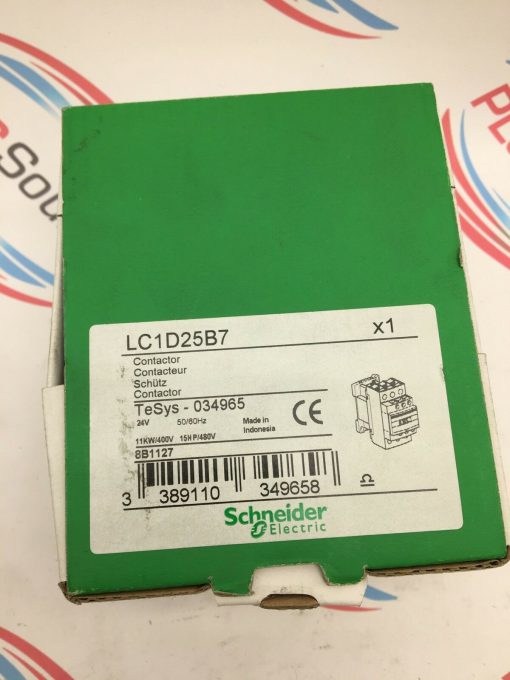 LC1D25B7 x1
Contactor
Contacteur
Schütz
Contactor
TeSys - 034965
24V 50/60Hz Made in
Indonesia
11KW/400V 15HP/480V
8B1127
CE
3 389110 349658
Schneider
Electric